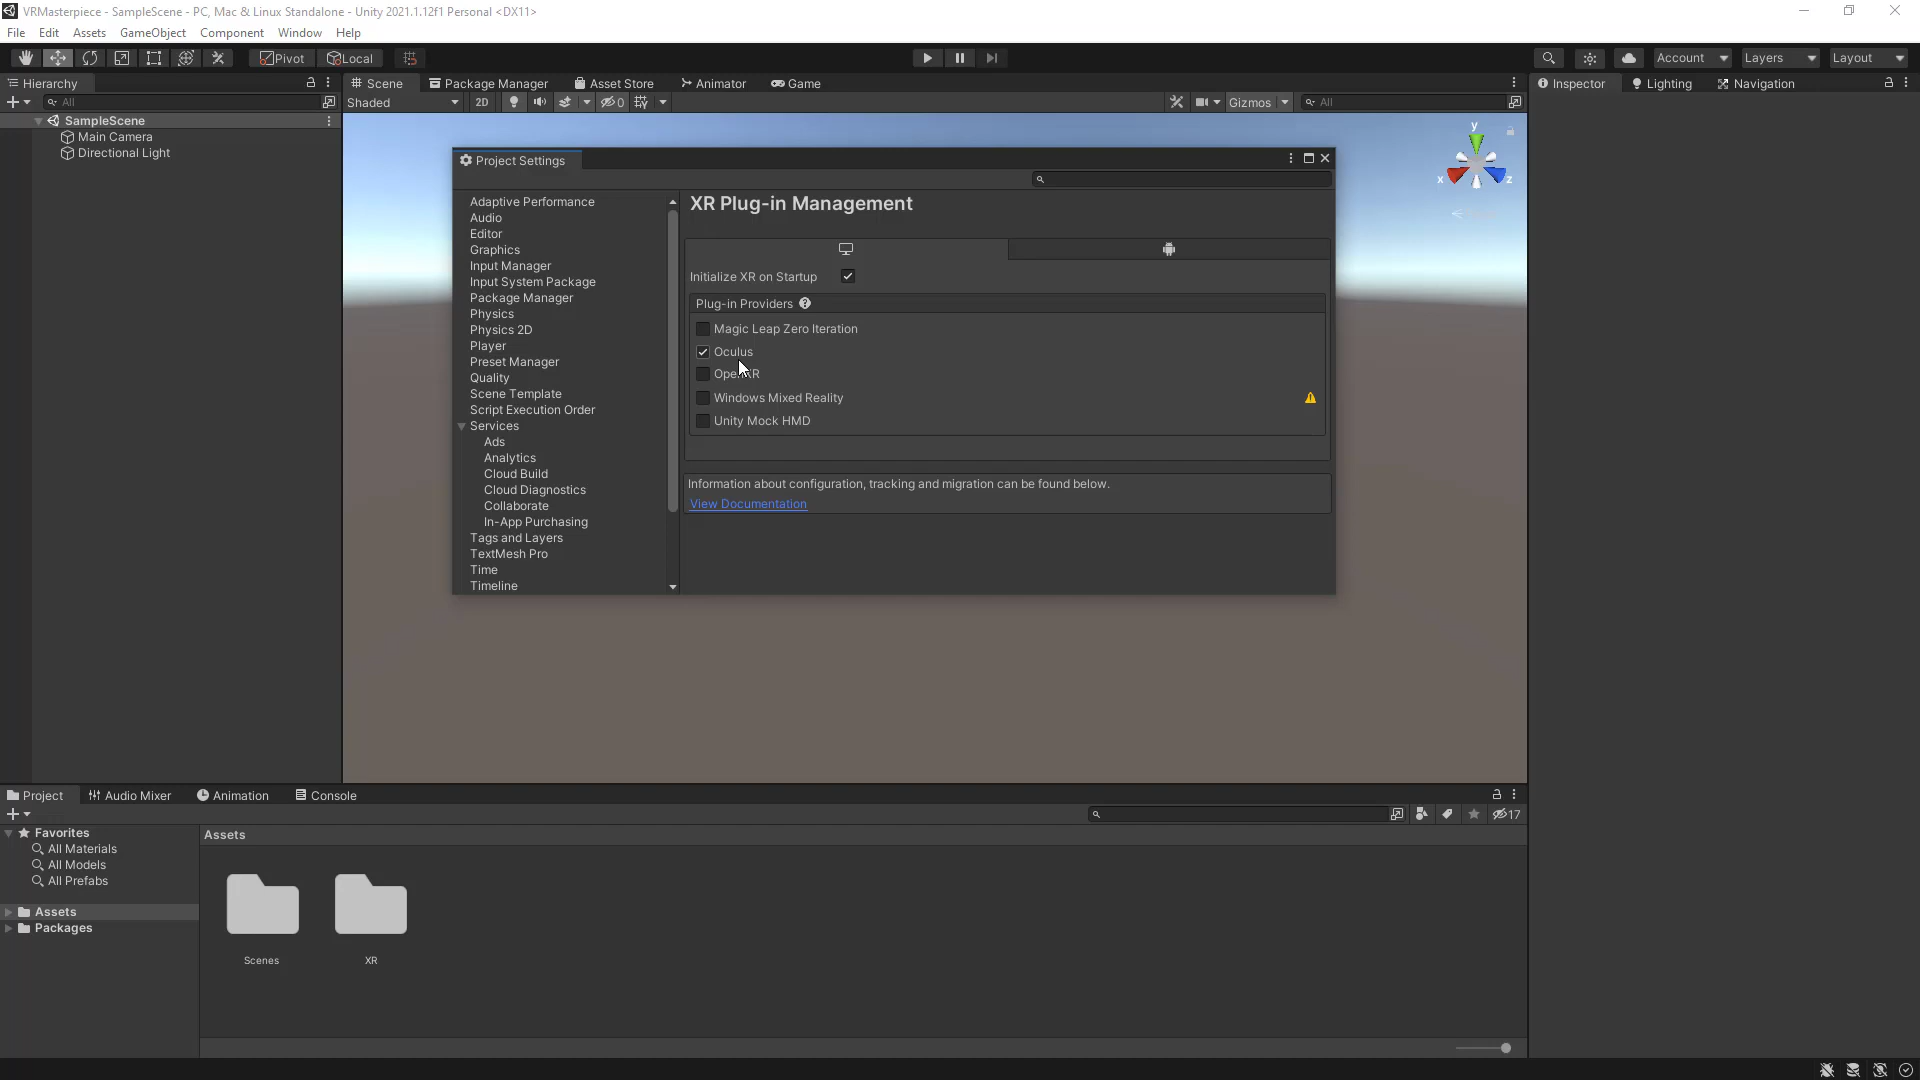 VRMasterpiece - SampleScene - PC, Mac & Linux Standalone - Unity 2021.1.12f1 Personal <DX11>
File Edit Assets GameObject Component Window Help
Pivot Local Account Layers Layout
Hierarchy Scene Package Manager Asset Store Animator Game Inspector Lighting Navigation
All Shaded 2D 0 Gizmos All
SampleScene
Main Camera
Directional Light
y
x z
Project Settings
Adaptive Performance
Audio
Editor
Graphics
Input Manager
Input System Package
Package Manager
Physics
Physics 2D
Player
Preset Manager
Quality
Scene Template
Script Execution Order
Services
Ads
Analytics
Cloud Build
Cloud Diagnostics
Collaborate
In-App Purchasing
Tags and Layers
TextMesh Pro
Time
Timeline
XR Plug-in Management
Initialize XR on Startup
Plug-in Providers
Magic Leap Zero Iteration
Oculus
OpenXR
Windows Mixed Reality
Unity Mock HMD
Information about configuration, tracking and migration can be found below.
View Documentation
Project Audio Mixer Animation Console
17
Favorites
All Materials
All Models
All Prefabs
Assets
Packages
Assets
Scenes XR